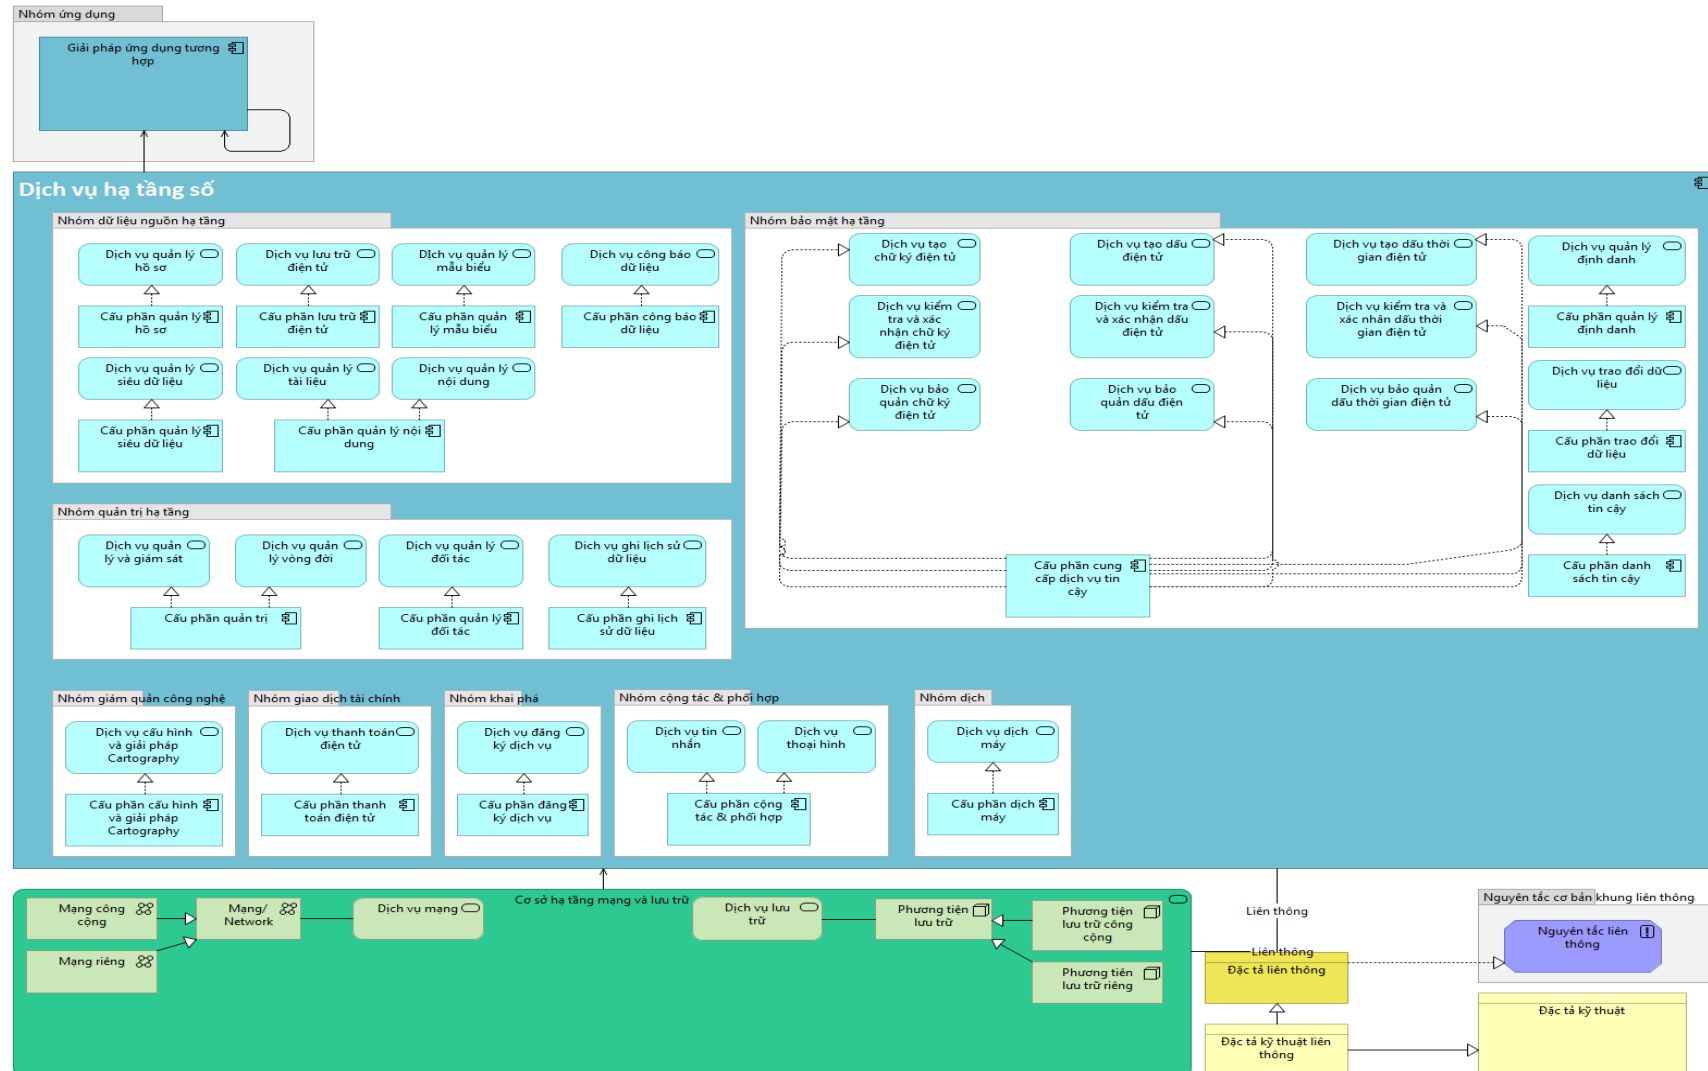 Nhóm ứng dụng
Giải pháp ứng dụng tương
hợp
Dịch vụ hạ tầng số
Nhóm dữ liệu nguồn hạ tầng
Dịch vụ quản lý
hồ sơ
Dịch vụ lưu trữ
điện tử
Dịch vụ quản lý
mẫu biểu
Dịch vụ công báo
dữ liệu
Cấu phần quản lý
hồ sơ
Cấu phần lưu trữ
điện tử
Cấu phần quản
lý mẫu biểu
Cấu phần công báo
dữ liệu
Dịch vụ quản lý
siêu dữ liệu
Dịch vụ quản lý
tài liệu
Dịch vụ quản lý
nội dung
Cấu phần quản lý
siêu dữ liệu
Cấu phần quản lý nội
dung
Nhóm bảo mật hạ tầng
Dịch vụ tạo
chữ ký điện tử
Dịch vụ tạo dấu
điện tử
Dịch vụ tạo dấu thời
gian điện tử
Dịch vụ quản lý
định danh
Dịch vụ kiểm
tra và xác
nhận chữ ký
điện tử
Dịch vụ kiểm tra
và xác nhận dấu
điện tử
Dịch vụ kiểm tra và
xác nhận dấu thời
gian điện tử
Cấu phần quản lý
định danh
Dịch vụ bảo
quản chữ ký
điện tử
Dịch vụ bảo
quản dấu điện
tử
Dịch vụ bảo quản
dấu thời gian điện tử
Dịch vụ trao đổi dữ
liệu
Cấu phần trao đổi
dữ liệu
Dịch vụ danh sách
tin cậy
Cấu phần cung
cấp dịch vụ tin
cậy
Cấu phần danh
sách tin cậy
Nhóm quản trị hạ tầng
Dịch vụ quản
lý và giám sát
Dịch vụ quản
lý vòng đời
Dịch vụ quản lý
đối tác
Dich vụ ghi lịch sử
dữ liệu
Cấu phần quản trị
Cấu phần quản lý
đối tác
Cấu phần ghi lịch
sử dữ liệu
Nhóm giám quản công nghệ
Dịch vụ cấu hình
và giải pháp
Cartography
Cấu phần cấu hình
và giải pháp
Cartography
Nhóm giao dịch tài chính
Dịch vụ thanh toán
điện tử
Cấu phần thanh
toán điện tử
Nhóm khai phá
Dịch vụ đăng
ký dịch vụ
Cấu phần đăng
ký dịch vụ
Nhóm cộng tác & phối hợp
Dịch vụ tin
nhắn
Dịch vụ
thoại hình
Cấu phần cộng
tác & phối hợp
Nhóm dịch
Dịch vụ dịch
máy
Cấu phần dịch
máy
Cơ sở hạ tầng mạng và lưu trữ
Mạng công
cộng
Mạng/
Network
Dịch vụ mạng
Dịch vụ lưu
trữ
Phương tiện
lưu trữ
Phương tiện
lưu trữ công
cộng
Mạng riêng
Phương tiên
lưu trữ riêng
Liên thông
Liên thông
Đặc tả liên thông
Đặc tả kỹ thuật liên
thông
Nguyên tắc cơ bản khung liên thông
Nguyên tắc liên
thông
Đặc tả kỹ thuật